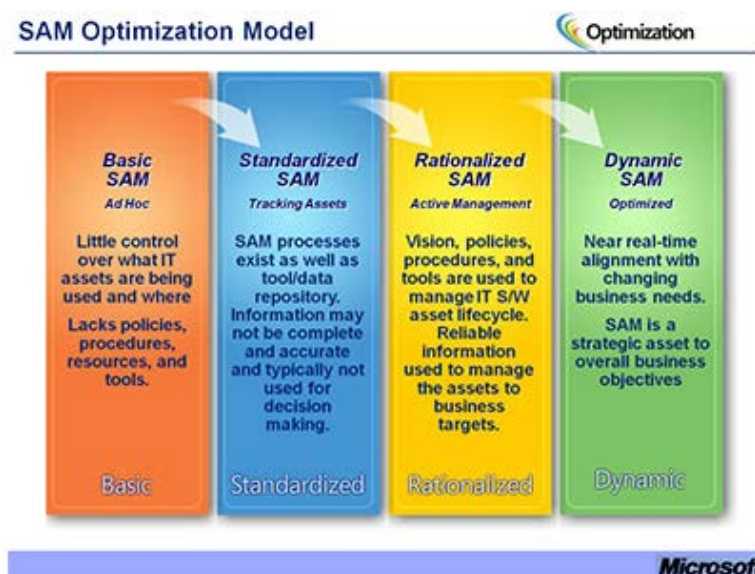 SAM Optimization Model
Optimization
Basic
SAM
Ad Hoc
Little control
over what IT
assets are being
used and where
Lacks policies,
procedures,
resources, and
tools.
Basic
Standardized
SAM
Tracking Assets
SAM processes
exist as well as
tool/data
repository.
Information may
not be complete
and accurate
and typically not
used for
decision
making.
Standardized
Rationalized
SAM
Active Management
Vision, policies,
procedures, and
tools are used to
manage IT S/W
asset lifecycle.
Reliable
information
used to manage
the assets to
business
targets.
Rationalized
Dynamic
SAM
Optimized
Near real-time
alignment with
changing
business needs.
SAM is a
strategic asset to
overall business
objectives
Dynamic
Microsoft